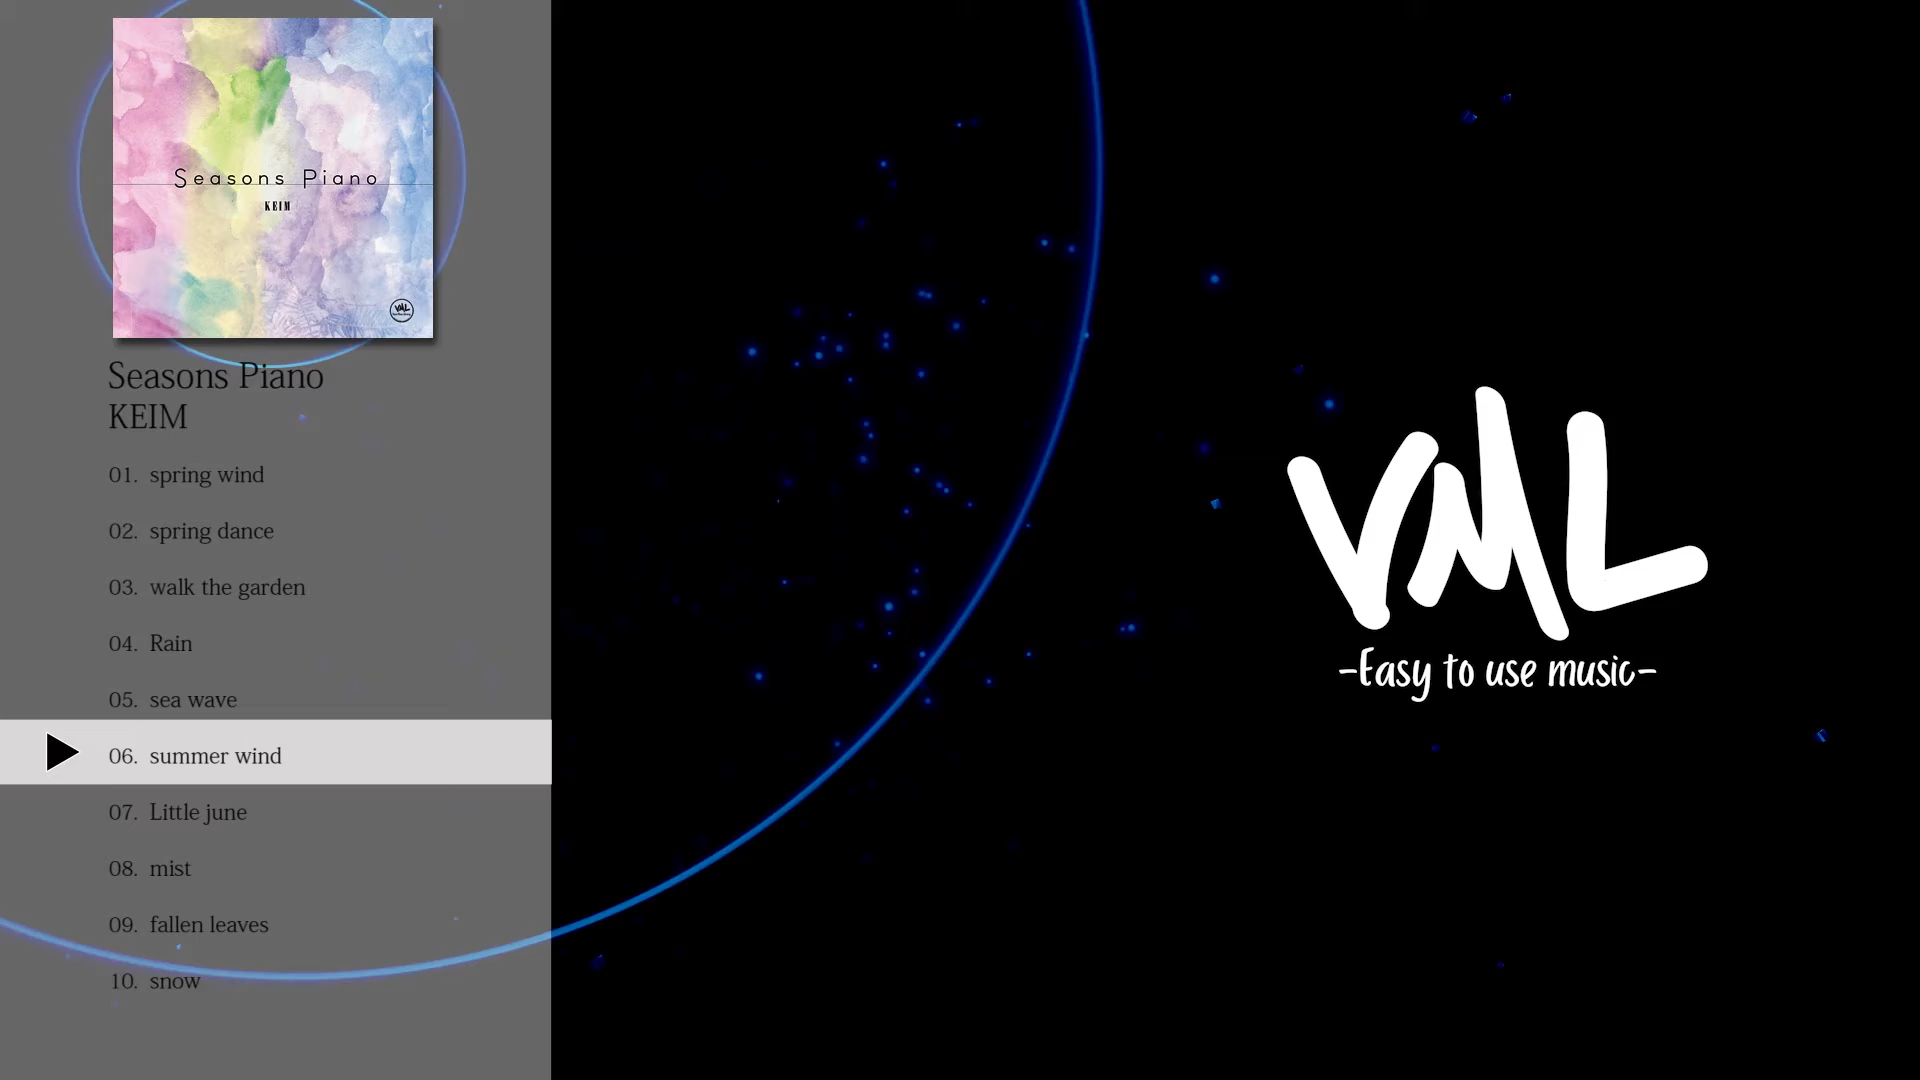 Seasons Piano
KEIM
VML
Seasons Piano
KEIM
01. spring wind
02. spring dance
03. walk the garden
04. Rain
05. sea wave
06. summer wind
07. Little june
08. mist
09. fallen leaves
10. snow
VML
-Easy to use music-